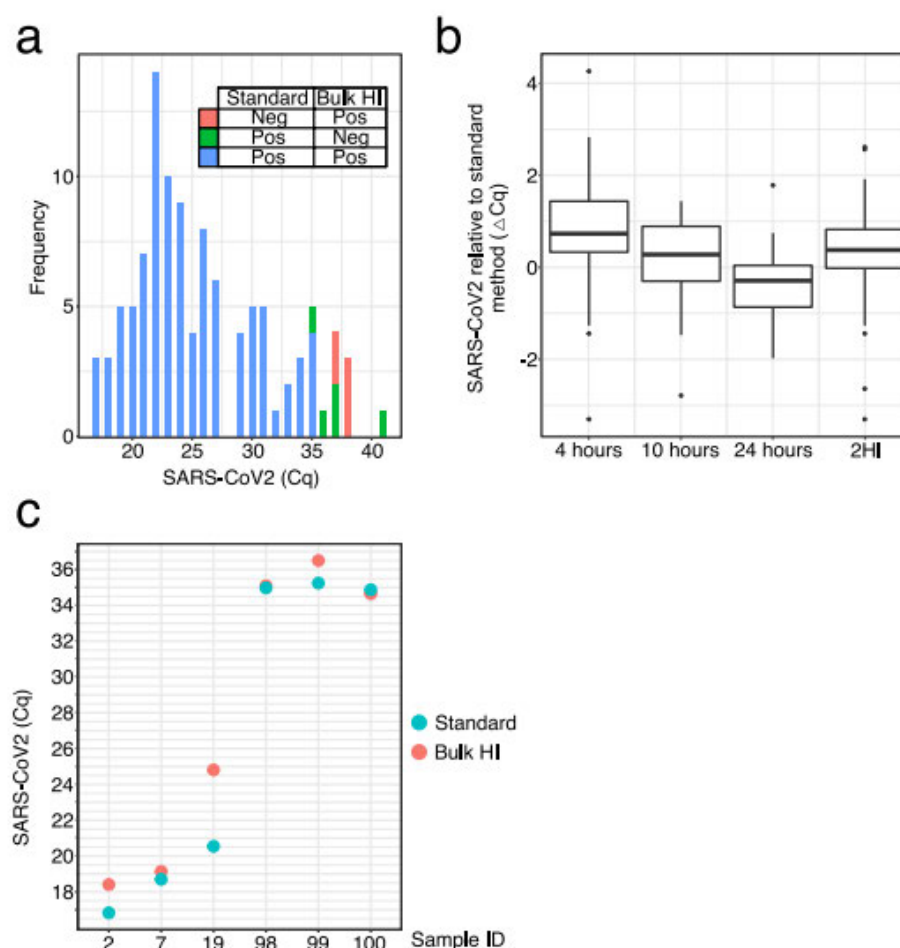 a
Standard Bulk HI
Neg Pos
Pos Neg
Pos Pos
Frequency
10
5
0
20 25 30 35 40
SARS-CoV2 (Cq)
b
SARS-CoV2 relative to standard
method (△Cq)
4
2
0
-2
4 hours 10 hours 24 hours 2HI
c
SARS-CoV2 (Cq)
36
34
32
30
28
26
24
22
20
18
2 7 19 98 99 100 Sample ID
Standard
Bulk HI